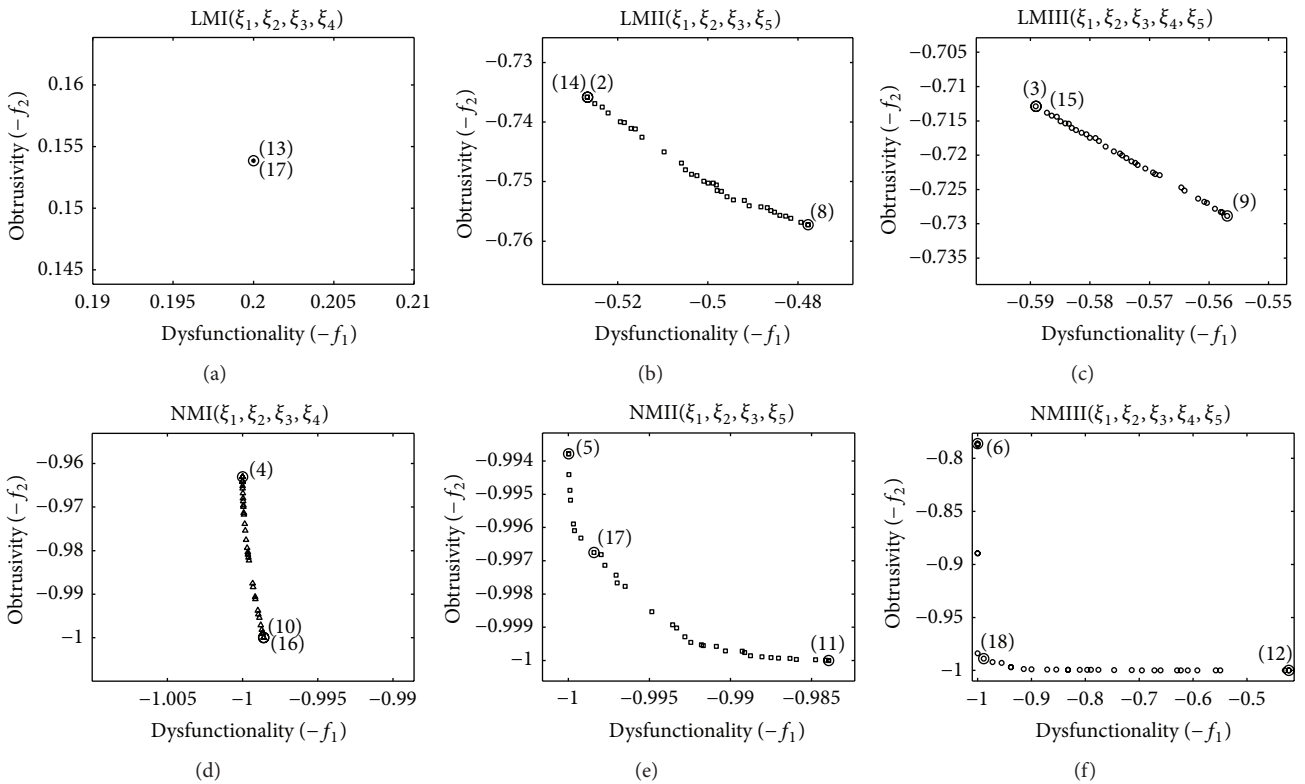 LMI(ξ1, ξ2, ξ3, ξ4)
0.16
0.155
0.15
0.145
Obtrusivity (−f2)
(13)
(17)
0.19 0.195 0.2 0.205 0.21
Dysfunctionality (−f1)
(a)
LMII(ξ1, ξ2, ξ3, ξ5)
−0.73
−0.74
−0.75
−0.76
Obtrusivity (−f2)
(14) (2)
(8)
−0.52 −0.5 −0.48
Dysfunctionality (−f1)
(b)
LMIII(ξ1, ξ2, ξ3, ξ4, ξ5)
−0.705
−0.71
−0.715
−0.72
−0.725
−0.73
−0.735
Obtrusivity (−f2)
(3) (15)
(9)
−0.59 −0.58 −0.57 −0.56 −0.55
Dysfunctionality (−f1)
(c)
NMI(ξ1, ξ2, ξ3, ξ4)
−0.96
−0.97
−0.98
−0.99
−1
Obtrusivity (−f2)
(4)
(10)
(16)
−1.005 −1 −0.995 −0.99
Dysfunctionality (−f1)
(d)
NMII(ξ1, ξ2, ξ3, ξ5)
−0.994
−0.995
−0.996
−0.997
−0.998
−0.999
−1
Obtrusivity (−f2)
(5)
(17)
(11)
−1 −0.995 −0.99 −0.985
Dysfunctionality (−f1)
(e)
NMIII(ξ1, ξ2, ξ3, ξ4, ξ5)
−0.8
−0.85
−0.9
−0.95
−1
Obtrusivity (−f2)
(6)
(18)
(12)
−1 −0.9 −0.8 −0.7 −0.6 −0.5
Dysfunctionality (−f1)
(f)